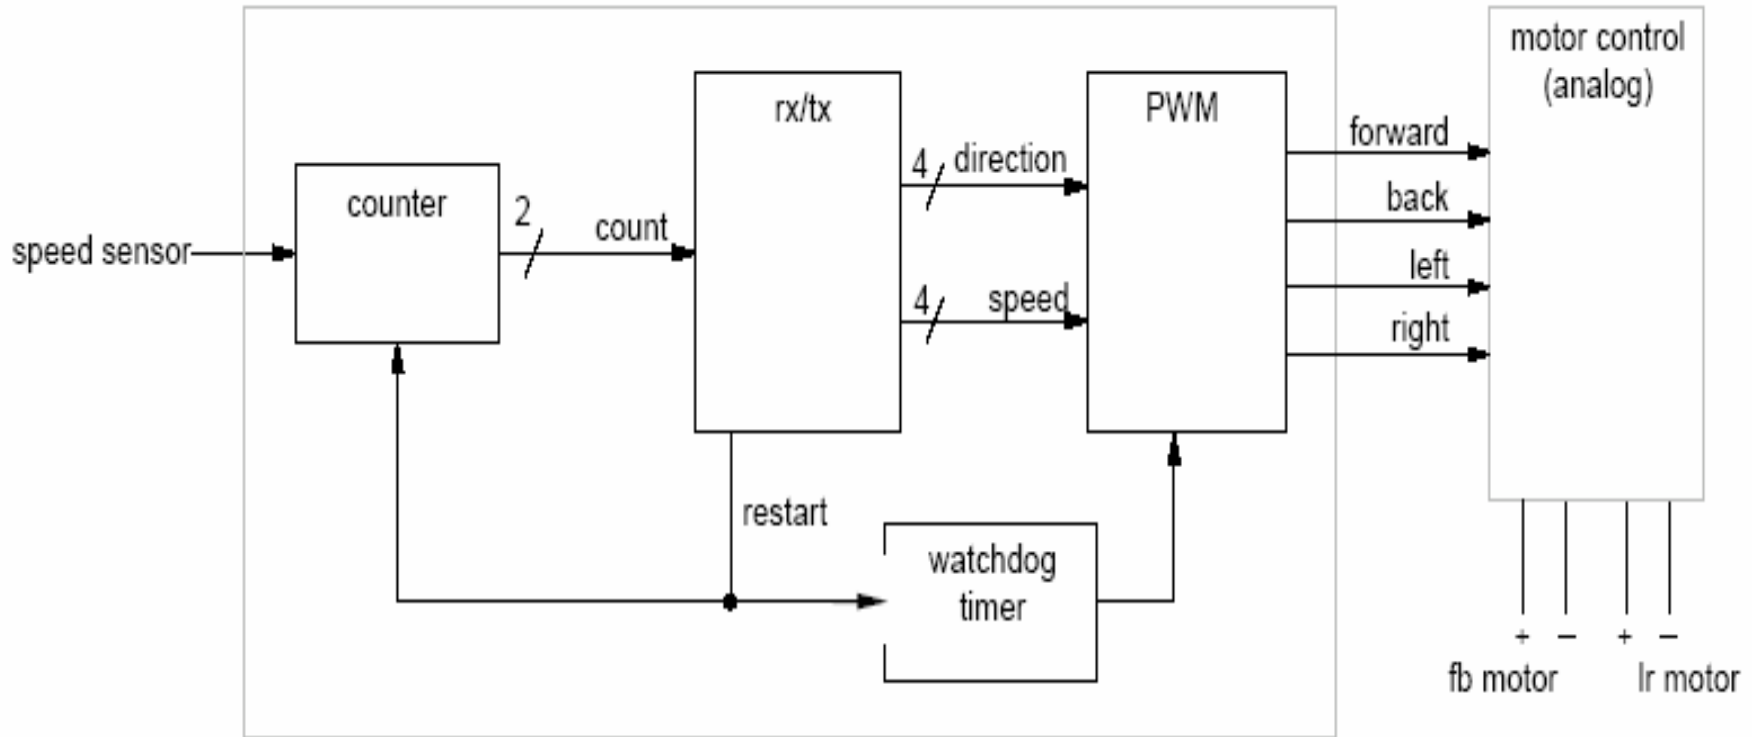 motor control
(analog)
rx/tx
PWM
forward
4 direction
counter
2
count
back
speed sensor
left
4 speed
right
restart
watchdog
timer
+ − + −
fb motor lr motor